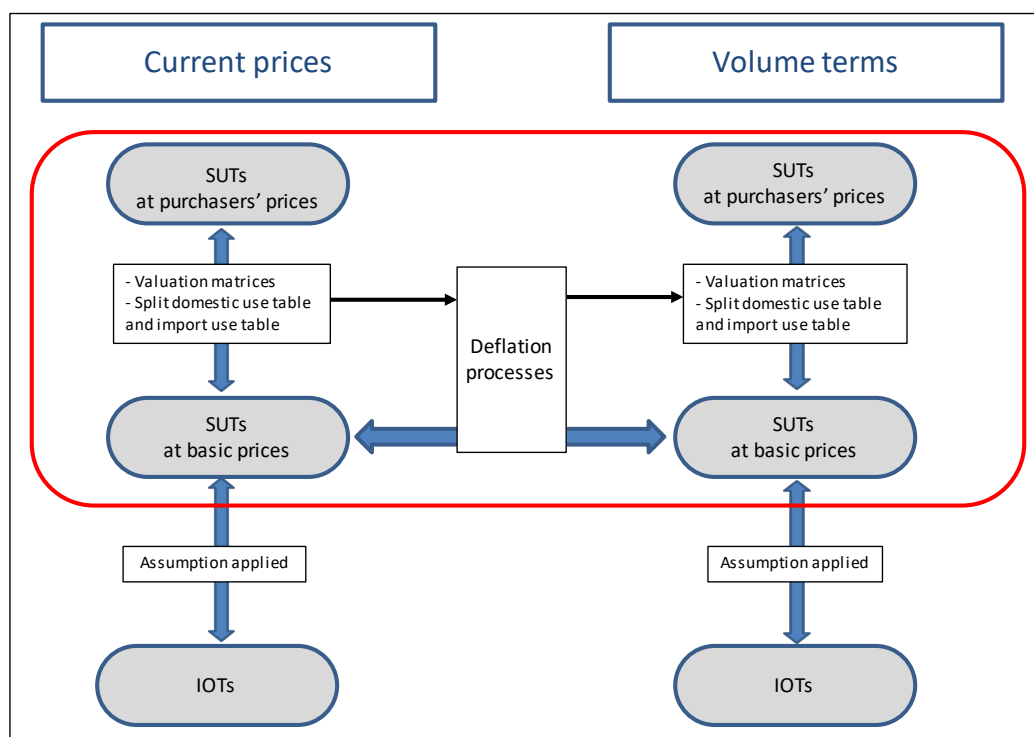 Current prices
Volume terms
SUTs
at purchasers’ prices
SUTs
at purchasers’ prices
- Valuation matrices
- Split domestic use table
and import use table
Deflation
processes
- Valuation matrices
- Split domestic use table
and import use table
SUTs
at basic prices
SUTs
at basic prices
Assumption applied
Assumption applied
IOTs
IOTs